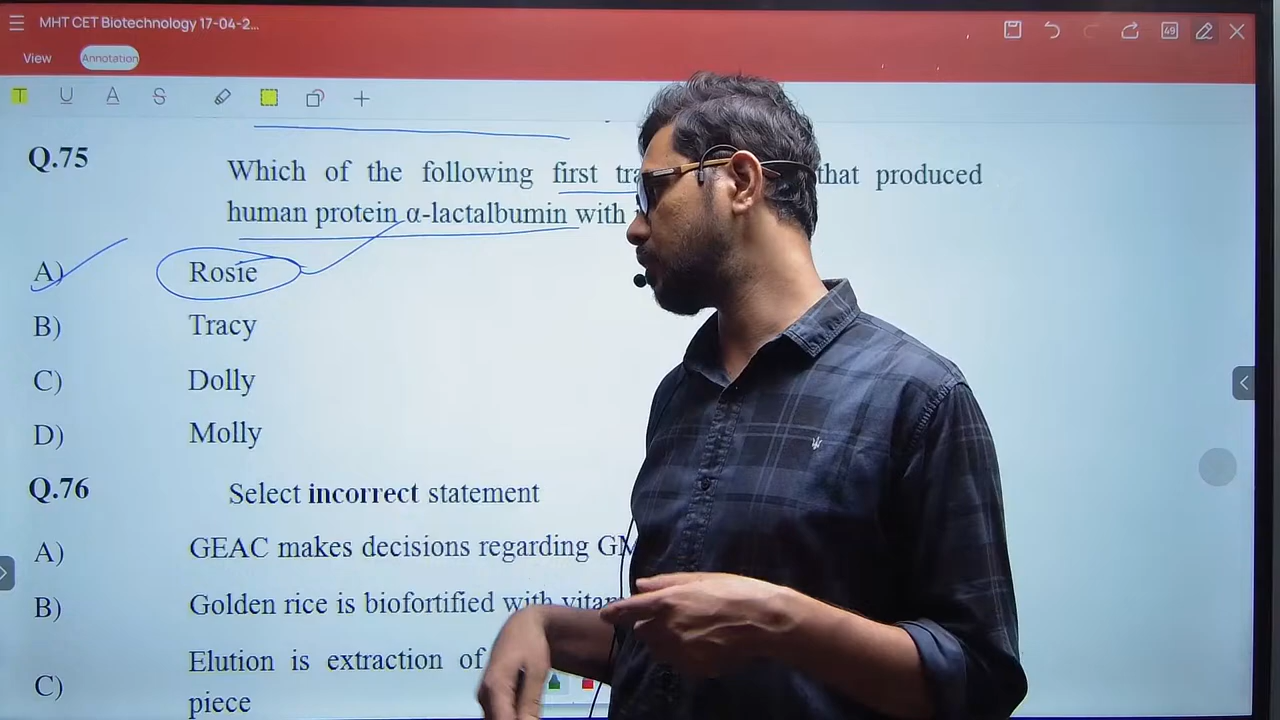 MHT CET Biotechnology 17-04-2...
49
View Annotation
T U A S
Q.75
Which of the following first that produced
human protein α-lactalbumin with
A) Rosie
B) Tracy
C) Dolly
D) Molly
Q.76
Select incorrect statement
A) GEAC makes decisions regarding
B) Golden rice is biofortified with
C) Elution is extraction of
piece